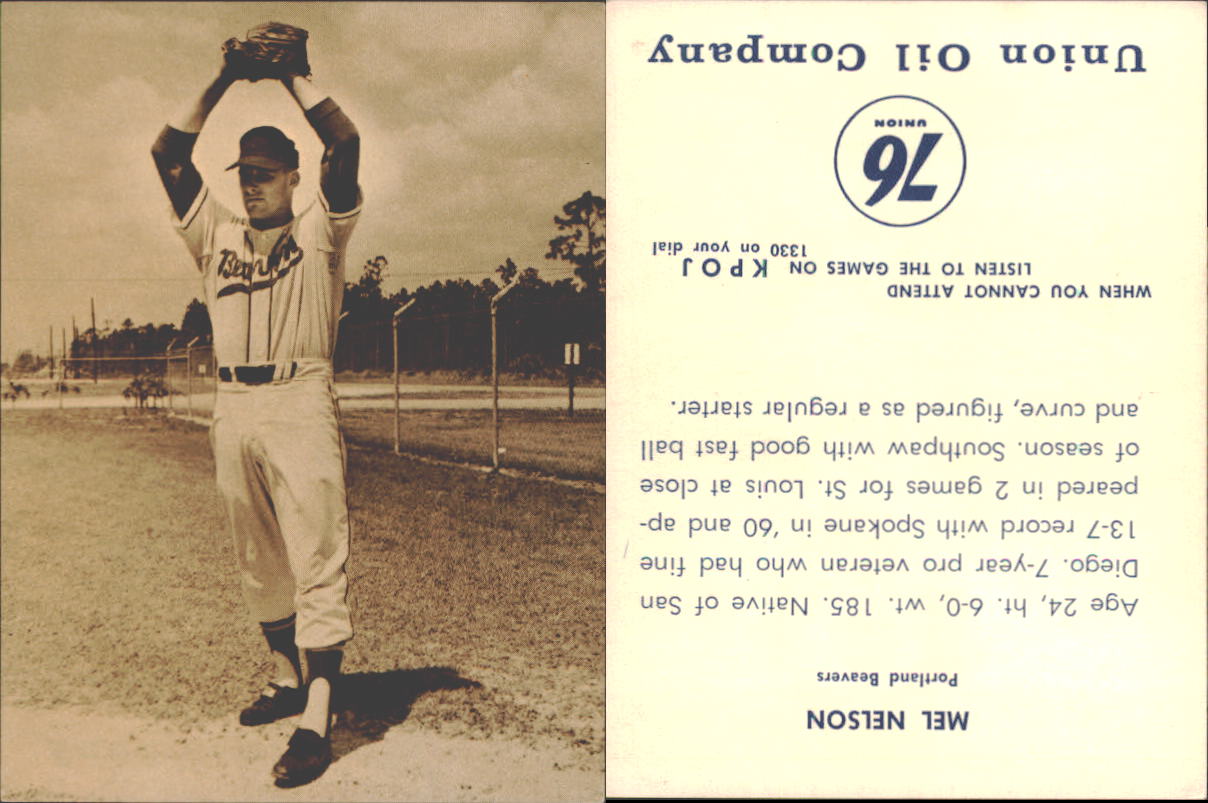 Beavers
MEL NELSON
Portland Beavers
Age 24, ht. 6-0, wt. 185. Native of San
Diego. 7-year pro veteran who had fine
13-7 record with Spokane in '60 and ap-
peared in 2 games for St. Louis at close
of season. Southpaw with good fast ball
and curve, figured as a regular starter.
WHEN YOU CANNOT ATTEND
LISTEN TO THE GAMES ON KPOJ
1330 on your dial
UNION
76
Union Oil Company